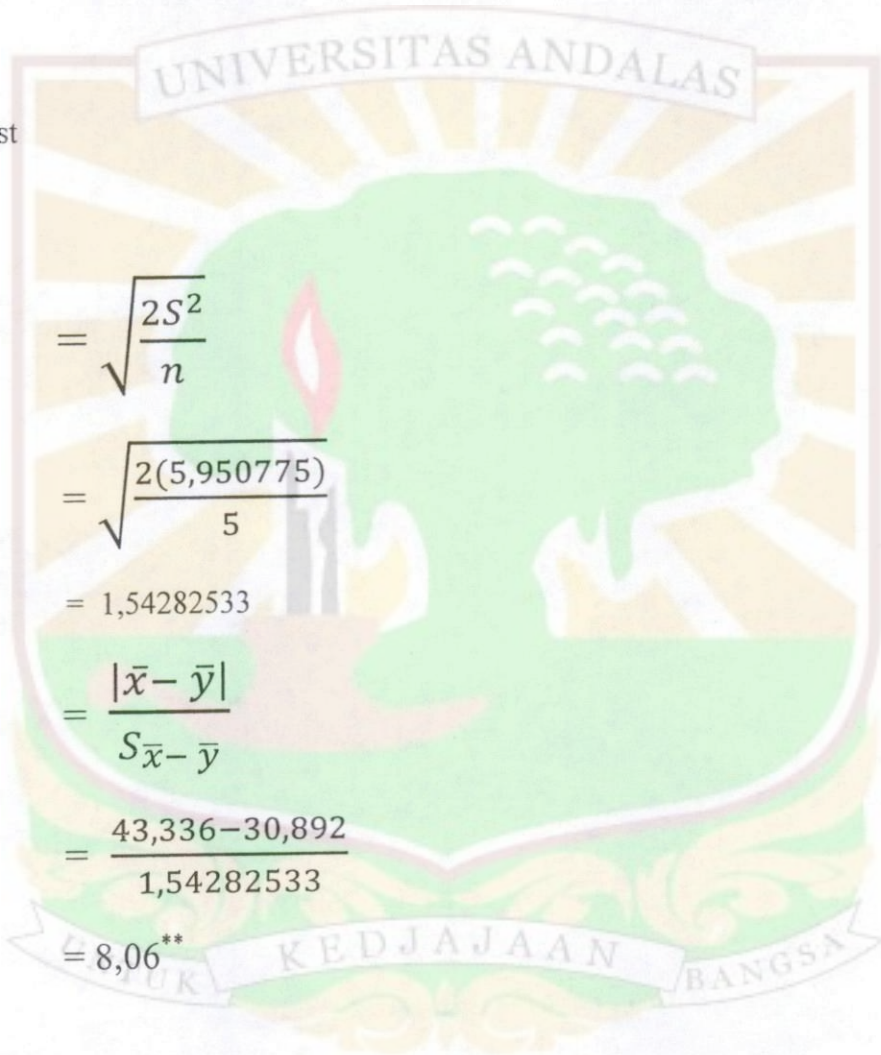 UNIVERSITAS ANDALAS
st
= √(2S²/n)
= √(2(5,950775)/5)
= 1,54282533
= |x̄ − ȳ| / S x̄ − ȳ
= 43,336−30,892 / 1,54282533
= 8,06**
UNTUK KEDJAJAAN BANGSA